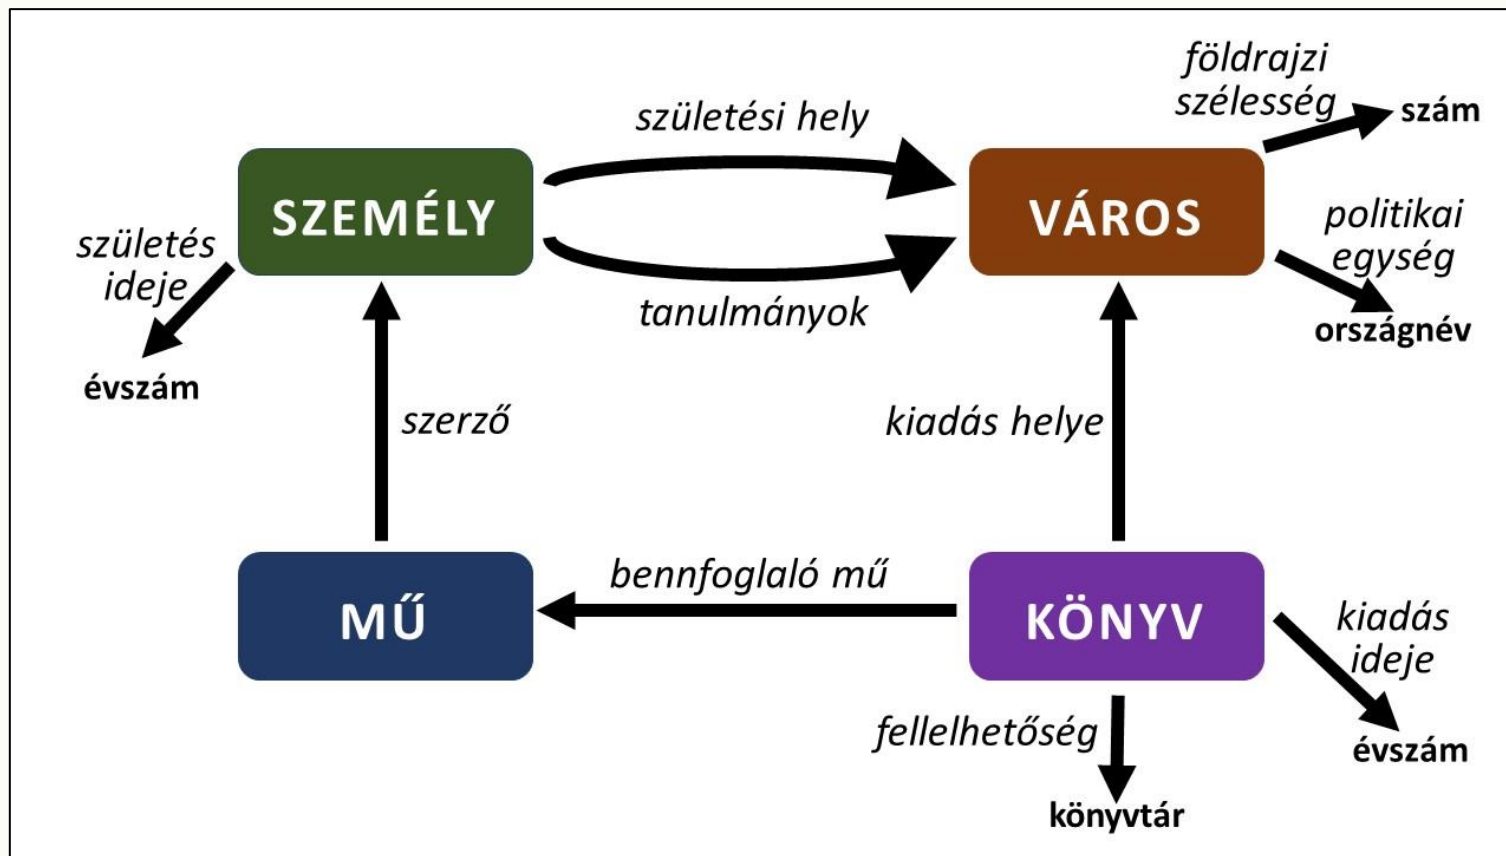 földrajzi
szélesség
szám
születési hely
SZEMÉLY
VÁROS
politikai
egység
országnév
születés
ideje
évszám
tanulmányok
szerző
kiadás helye
bennfoglaló mű
MŰ
KÖNYV
kiadás
ideje
évszám
fellelhetőség
könyvtár